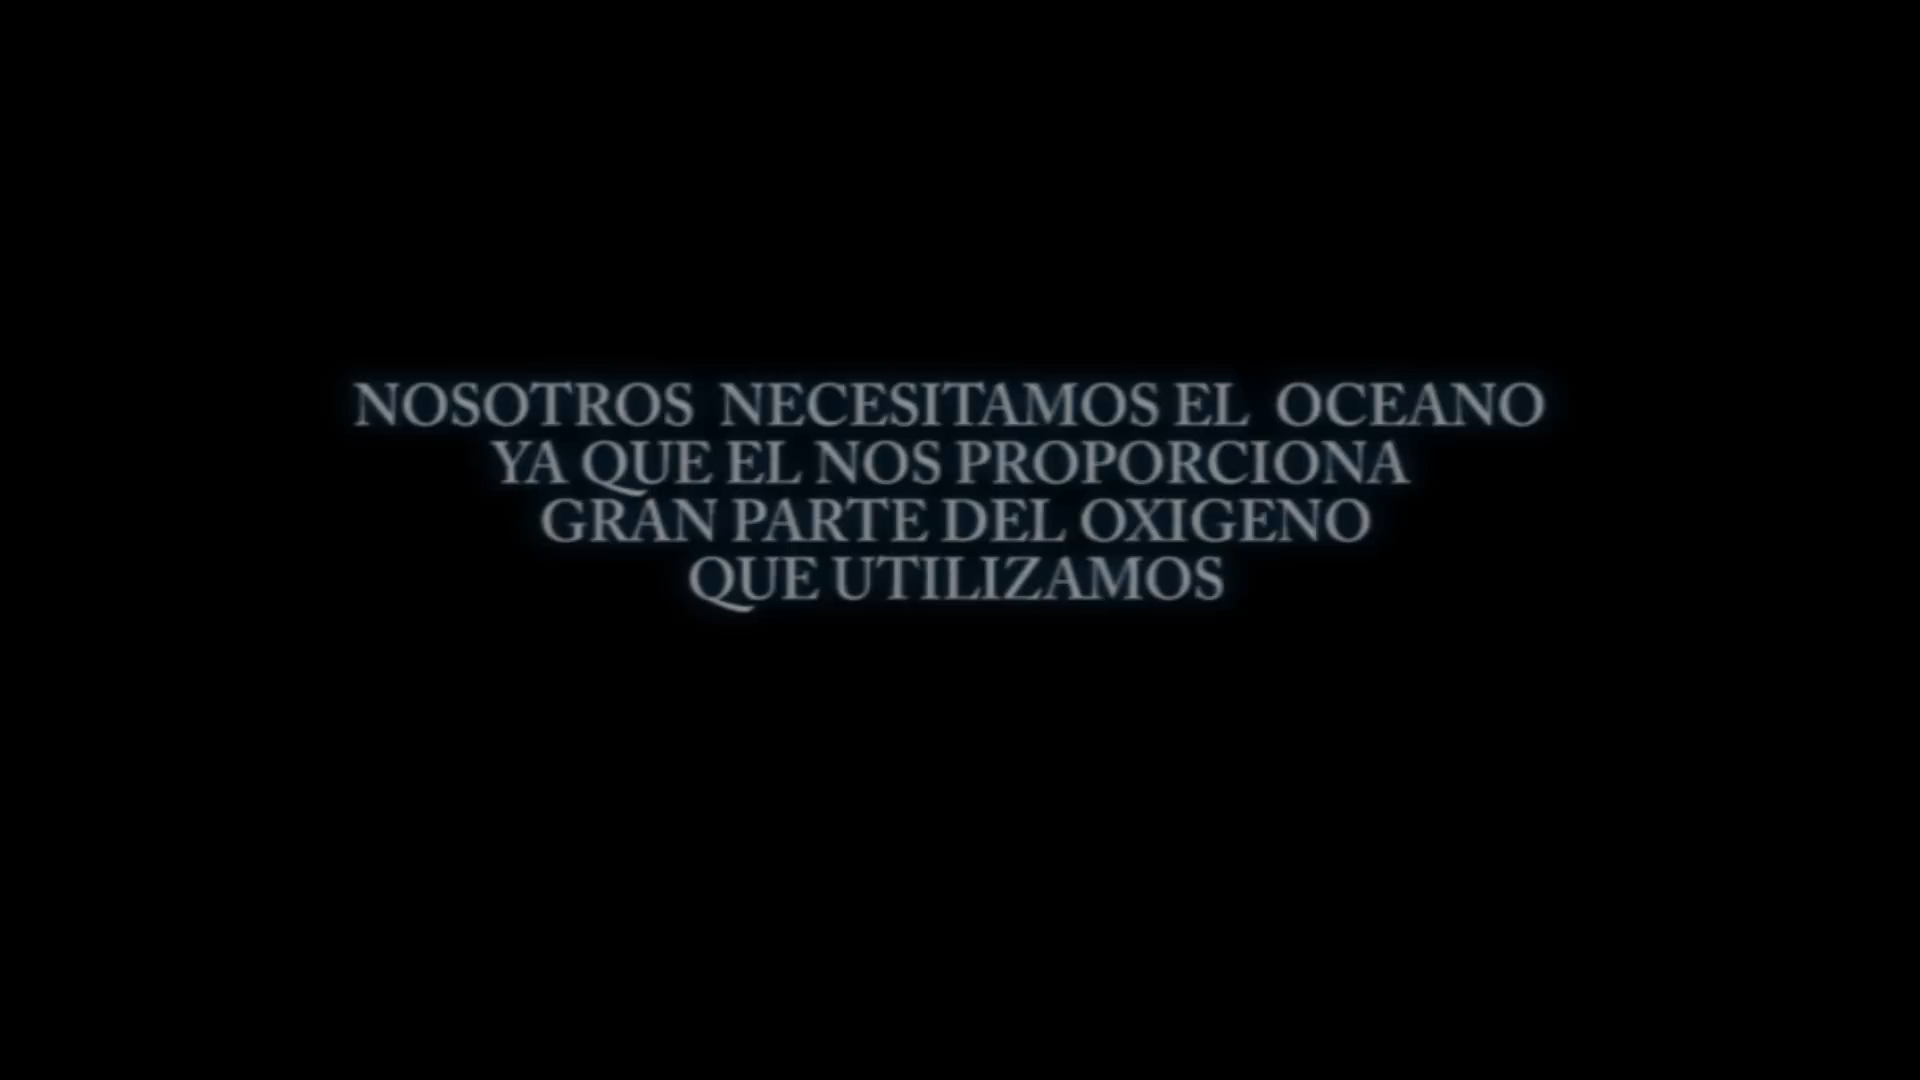 NOSOTROS NECESITAMOS EL OCEANO
YA QUE EL NOS PROPORCIONA
GRAN PARTE DEL OXIGENO
QUE UTILIZAMOS